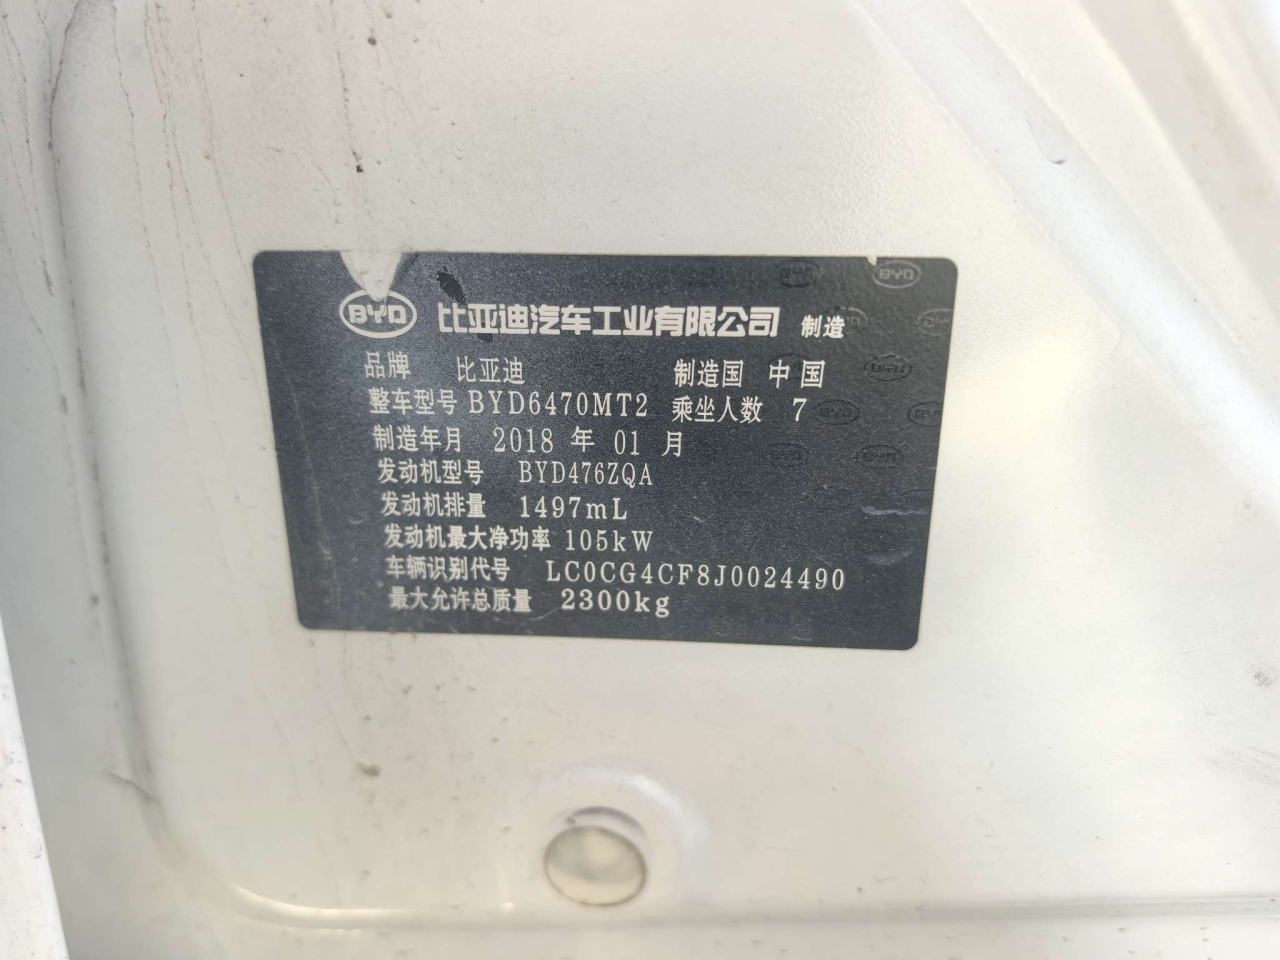 BYD 比亚迪汽车工业有限公司 制造
品牌 比亚迪 制造国 中国
整车型号 BYD6470MT2 乘坐人数 7
制造年月 2018 年 01 月
发动机型号 BYD476ZQA
发动机排量 1497mL
发动机最大净功率 105kW
车辆识别代号 LC0CG4CF8J0024490
最大允许总质量 2300kg